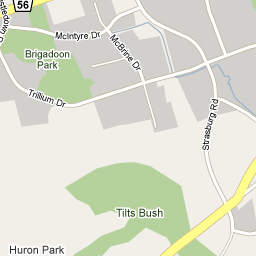 56
McIntyre Dr
McBrine Dr
Brigadoon
Park
Trillium Dr
Strasburg Rd
Tilts Bush
Huron Park